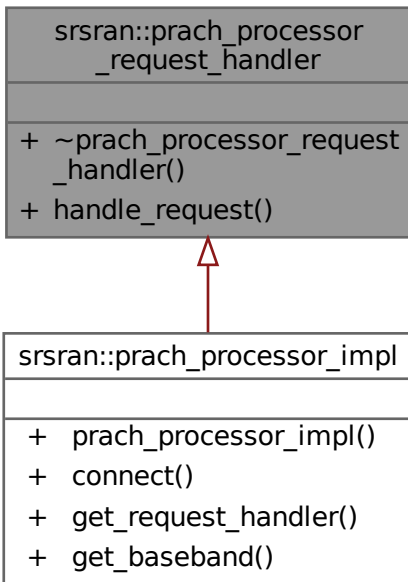 srsran::prach_processor
_request_handler
+ ~prach_processor_request
_handler()
+ handle_request()
srsran::prach_processor_impl
+ prach_processor_impl()
+ connect()
+ get_request_handler()
+ get_baseband()